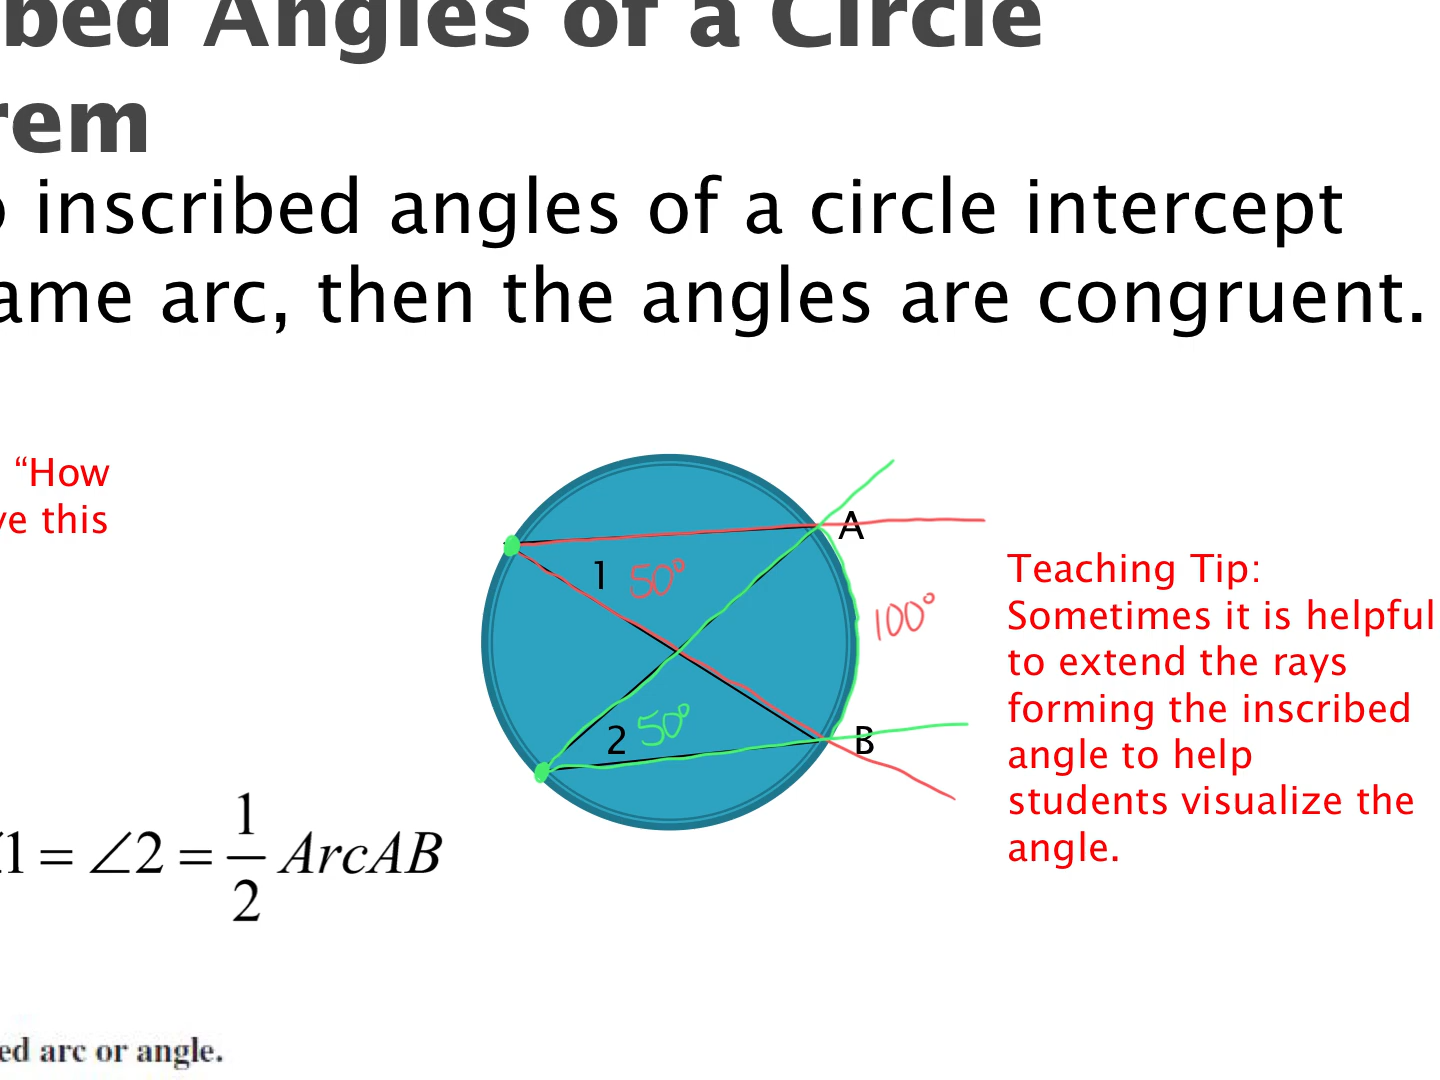 bed Angles of a Circle
rem
o inscribed angles of a circle intercept
ame arc, then the angles are congruent.
“How
ve this
A
1 50°
100°
2 50°
B
Teaching Tip:
Sometimes it is helpful
to extend the rays
forming the inscribed
angle to help
students visualize the
angle.
∠1 = ∠2 = 1/2 ArcAB
ed arc or angle.